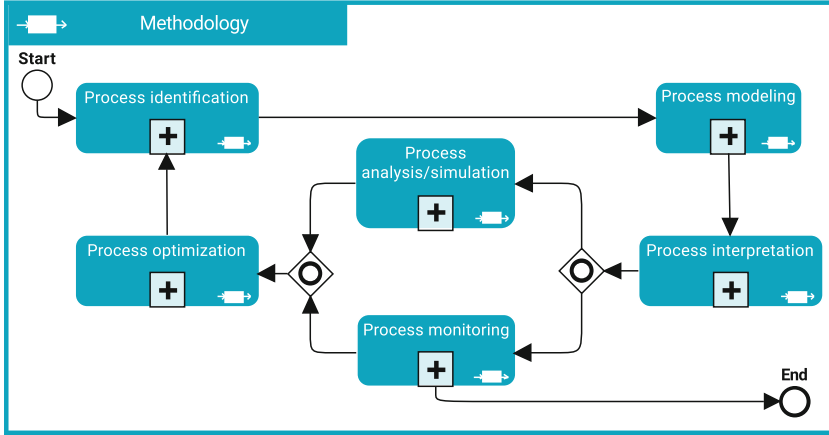 Methodology
Start
Process identification
Process modeling
Process
analysis/simulation
Process optimization
Process interpretation
Process monitoring
End